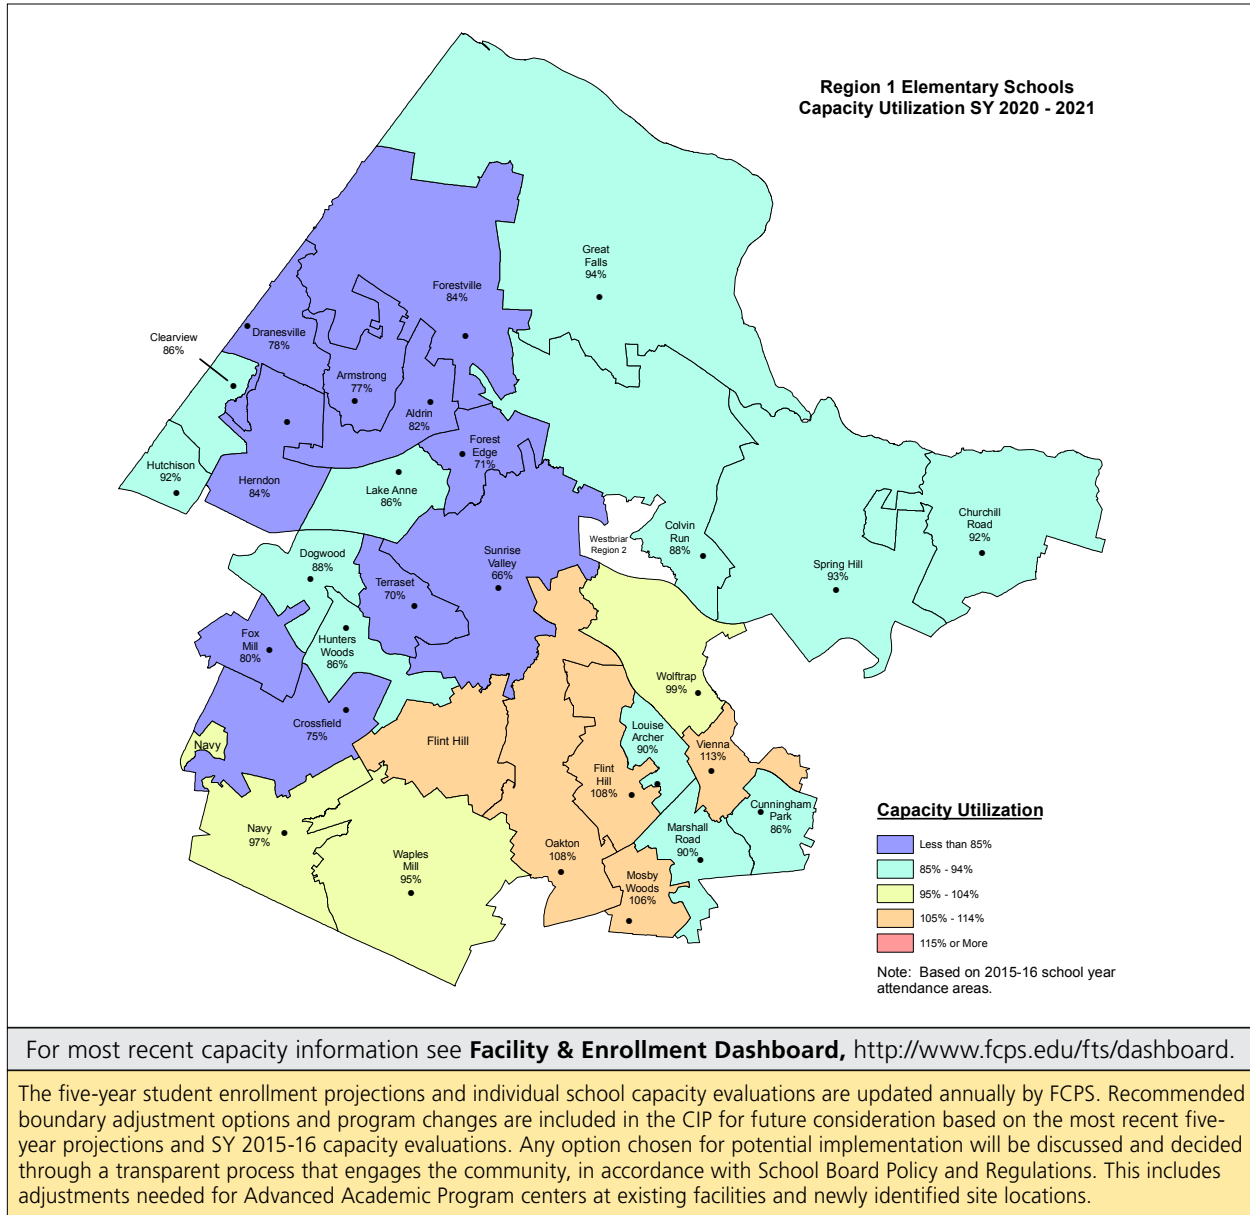 Region 1 Elementary Schools
Capacity Utilization SY 2020 - 2021
Great
Falls
94%
Forestville
84%
Clearview
86%
Dranesville
78%
Armstrong
77%
Aldrin
82%
Forest
Edge
71%
Hutchison
92%
Herndon
84%
Lake Anne
86%
Churchill
Road
92%
Colvin
Run
88%
Westbriar
Region 2
Spring Hill
93%
Dogwood
88%
Sunrise
Valley
66%
Terraset
70%
Fox
Mill
80%
Hunters
Woods
86%
Wolftrap
99%
Crossfield
75%
Louise
Archer
90%
Navy
Flint Hill
Vienna
113%
Flint
Hill
108%
Cunningham
Park
86%
Navy
97%
Marshall
Road
90%
Oakton
108%
Waples
Mill
95%
Mosby
Woods
106%
Capacity Utilization
Less than 85%
85% - 94%
95% - 104%
105% - 114%
115% or More
Note: Based on 2015-16 school year
attendance areas.
For most recent capacity information see Facility & Enrollment Dashboard, http://www.fcps.edu/fts/dashboard.
The five-year student enrollment projections and individual school capacity evaluations are updated annually by FCPS. Recommended
boundary adjustment options and program changes are included in the CIP for future consideration based on the most recent five-
year projections and SY 2015-16 capacity evaluations. Any option chosen for potential implementation will be discussed and decided
through a transparent process that engages the community, in accordance with School Board Policy and Regulations. This includes
adjustments needed for Advanced Academic Program centers at existing facilities and newly identified site locations.